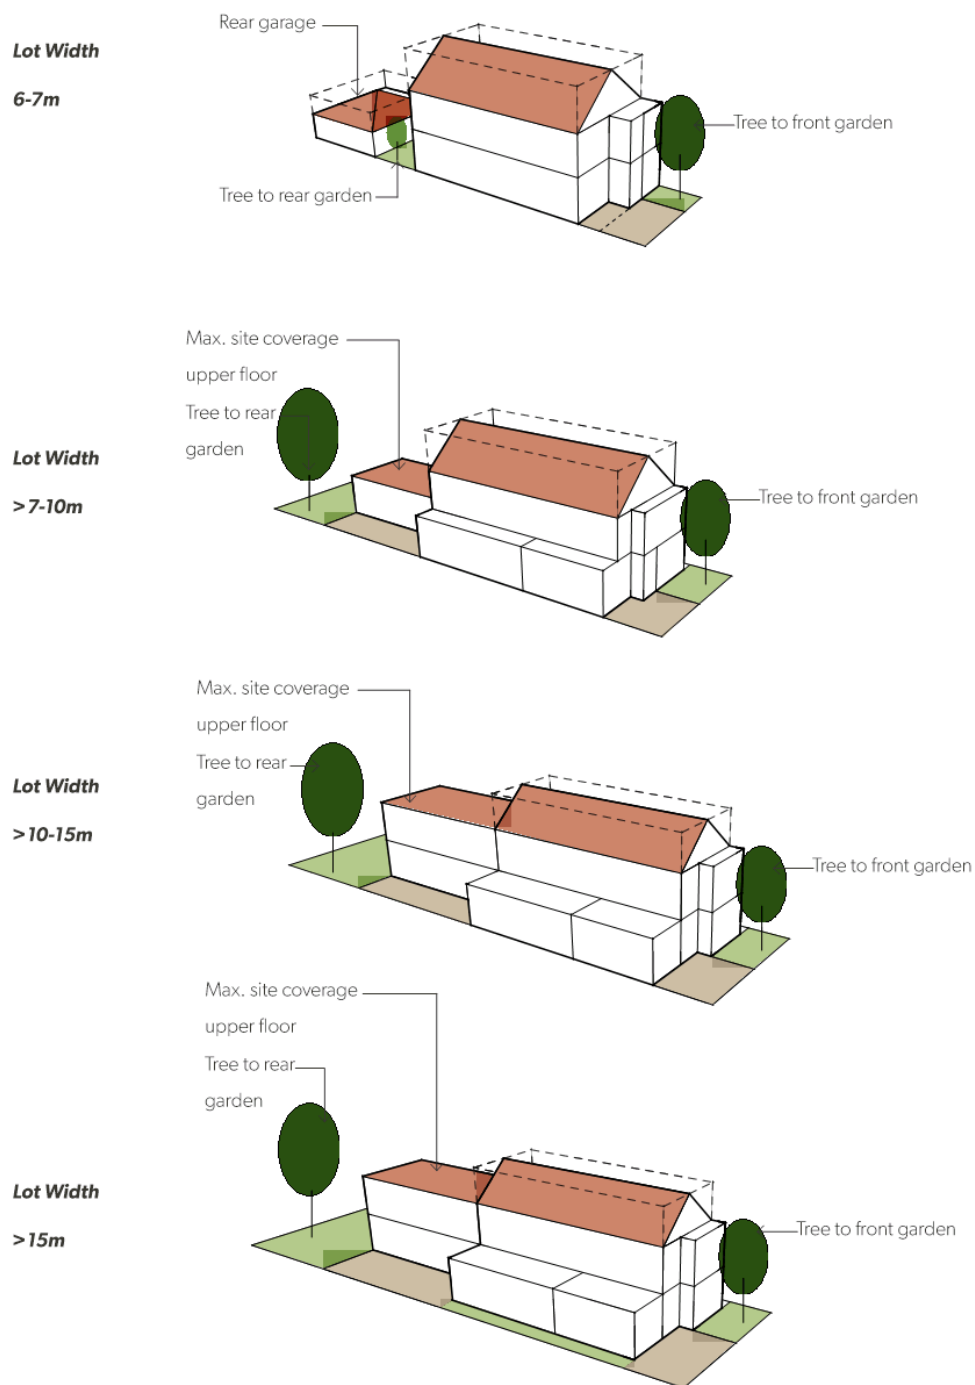 Rear garage
Lot Width
6-7m
Tree to front garden
Tree to rear garden
Max. site coverage
upper floor
Tree to rear
garden
Lot Width
>7-10m
Tree to front garden
Max. site coverage
upper floor
Tree to rear
garden
Lot Width
>10-15m
Tree to front garden
Max. site coverage
upper floor
Tree to rear
garden
Lot Width
>15m
Tree to front garden